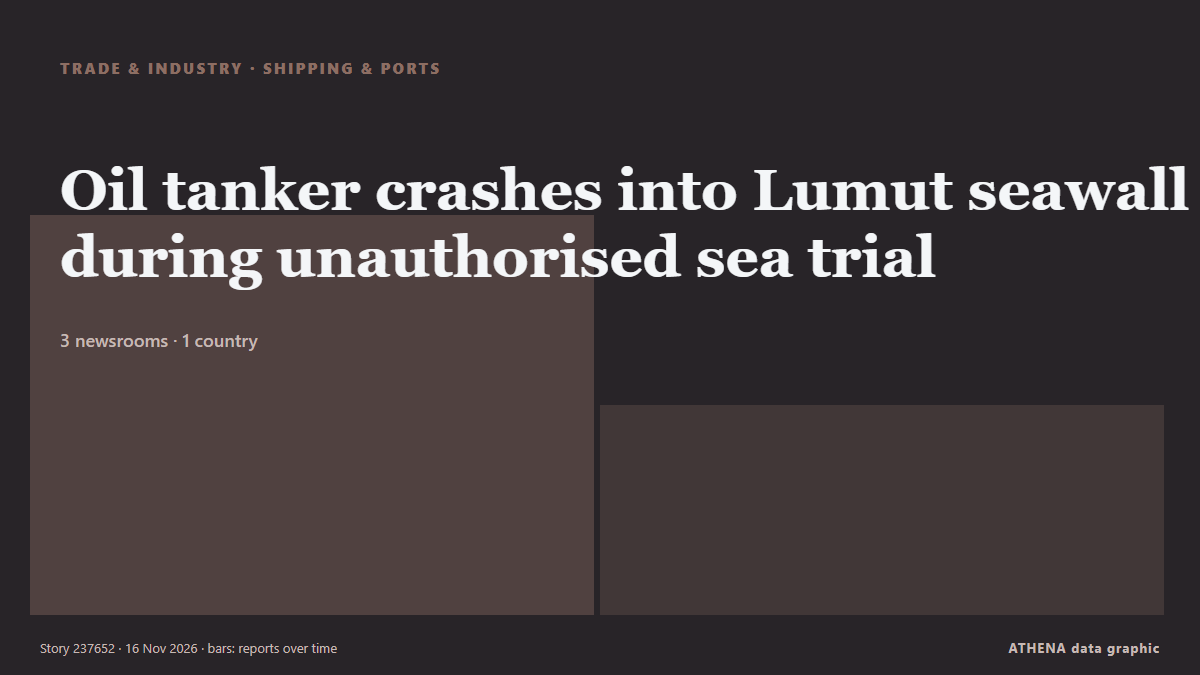 TRADE & INDUSTRY · SHIPPING & PORTS
Oil tanker crashes into Lumut seawall
during unauthorised sea trial
3 newsrooms · 1 country
Story 237652 · 16 Nov 2026 · bars: reports over time
ATHENA data graphic